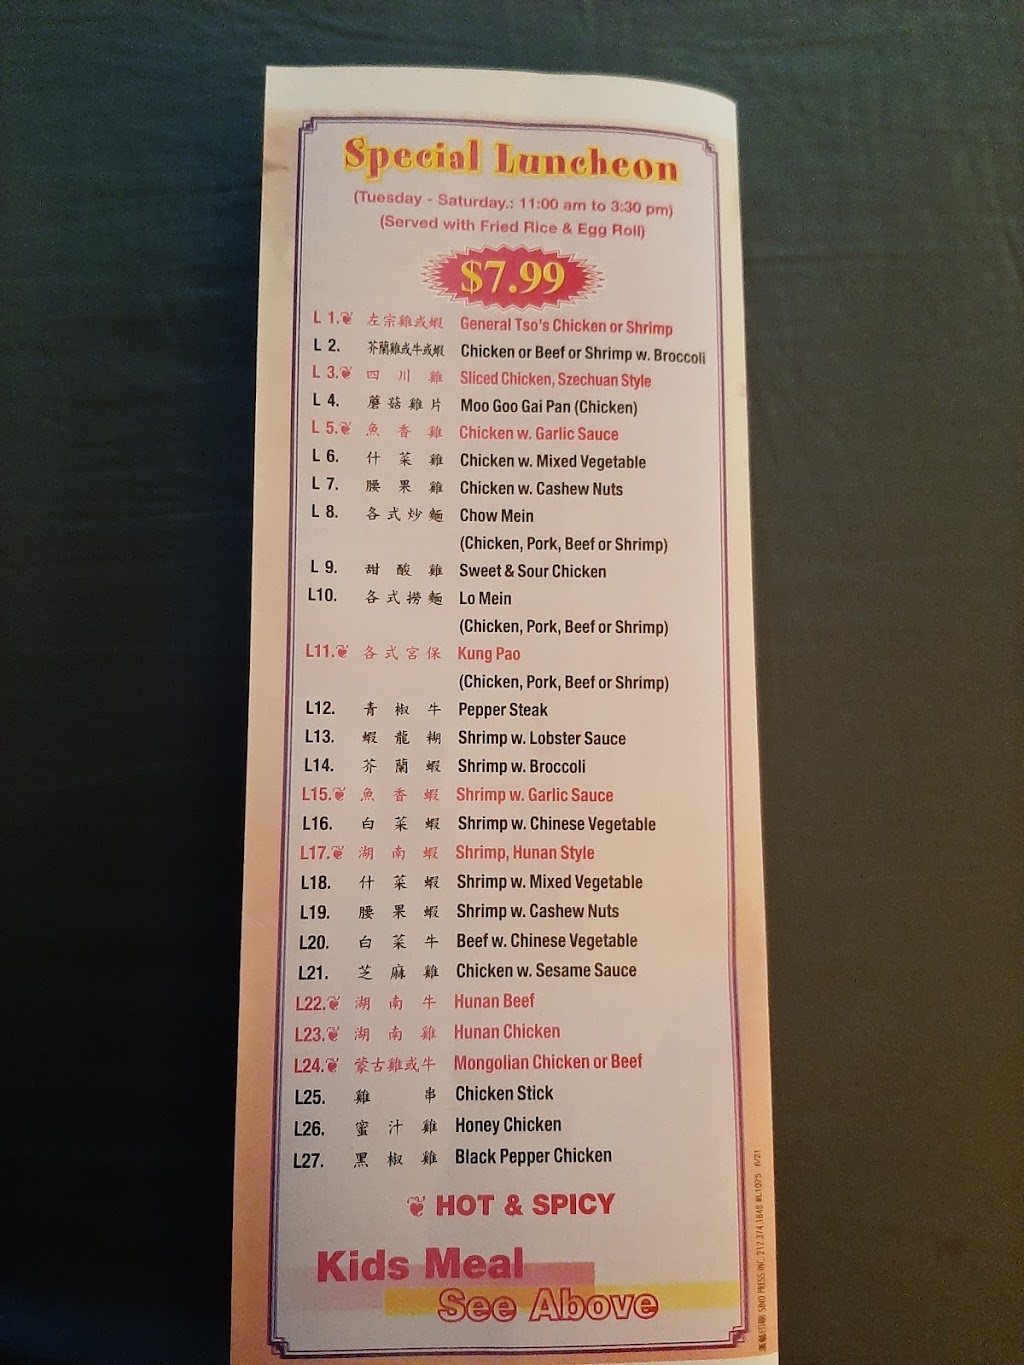 Special Luncheon
(Tuesday - Saturday.: 11:00 am to 3:30 pm)
(Served with Fried Rice & Egg Roll)
$7.99
L 1. 左宗雞或蝦 General Tso's Chicken or Shrimp
L 2. 芥蘭雞或牛或蝦 Chicken or Beef or Shrimp w. Broccoli
L 3. 四川雞 Sliced Chicken, Szechuan Style
L 4. 蘑菇雞片 Moo Goo Gai Pan (Chicken)
L 5. 魚香雞 Chicken w. Garlic Sauce
L 6. 什菜雞 Chicken w. Mixed Vegetable
L 7. 腰果雞 Chicken w. Cashew Nuts
L 8. 各式炒麵 Chow Mein
(Chicken, Pork, Beef or Shrimp)
L 9. 甜酸雞 Sweet & Sour Chicken
L10. 各式撈麵 Lo Mein
(Chicken, Pork, Beef or Shrimp)
L11. 各式宮保 Kung Pao
(Chicken, Pork, Beef or Shrimp)
L12. 青椒牛 Pepper Steak
L13. 蝦龍糊 Shrimp w. Lobster Sauce
L14. 芥蘭蝦 Shrimp w. Broccoli
L15. 魚香蝦 Shrimp w. Garlic Sauce
L16. 白菜蝦 Shrimp w. Chinese Vegetable
L17. 湖南蝦 Shrimp, Hunan Style
L18. 什菜蝦 Shrimp w. Mixed Vegetable
L19. 腰果蝦 Shrimp w. Cashew Nuts
L20. 白菜牛 Beef w. Chinese Vegetable
L21. 芝麻雞 Chicken w. Sesame Sauce
L22. 湖南牛 Hunan Beef
L23. 湖南雞 Hunan Chicken
L24. 蒙古雞或牛 Mongolian Chicken or Beef
L25. 雞串 Chicken Stick
L26. 蜜汁雞 Honey Chicken
L27. 黑椒雞 Black Pepper Chicken
HOT & SPICY
Kids Meal
See Above
SINO PRESS INC. 212.374.1848 6/21